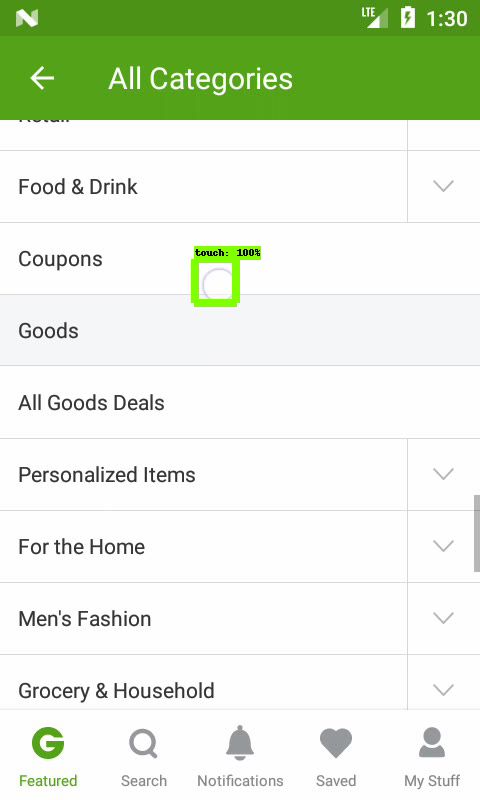 LTE
1:30
All Categories
Retail
Food & Drink
touch: 100%
Coupons
Goods
All Goods Deals
Personalized Items
For the Home
Men's Fashion
Grocery & Household
Featured
Search
Notifications
Saved
My Stuff